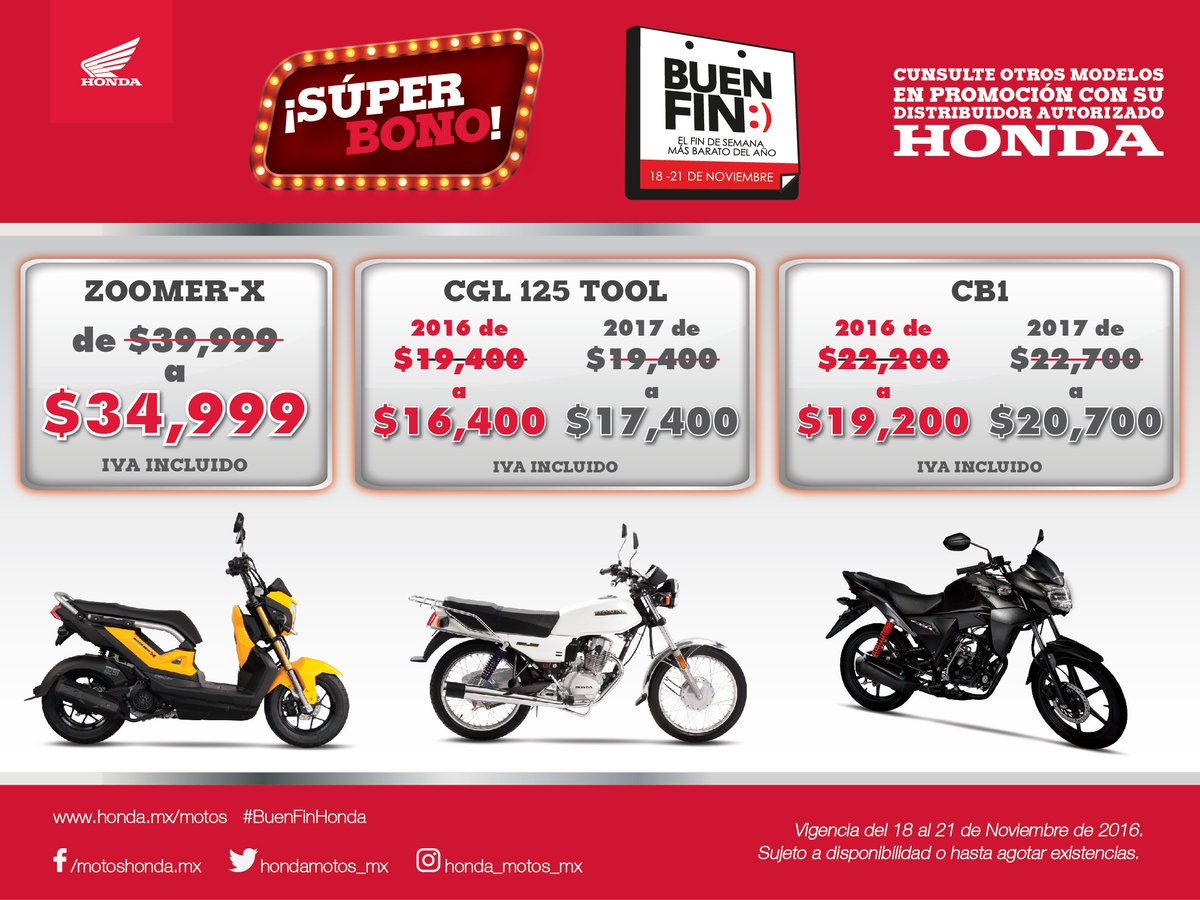 HONDA
¡SÚPER
BONO!
BUEN
FIN:)
EL FIN DE SEMANA
MÁS BARATO DEL AÑO
18 -21 DE NOVIEMBRE
CUNSULTE OTROS MODELOS
EN PROMOCIÓN CON SU
DISTRIBUIDOR AUTORIZADO
HONDA
ZOOMER-X
de $39,999
a
$34,999
IVA INCLUIDO
CGL 125 TOOL
2016 de
$19,400
a
$16,400
2017 de
$19,400
a
$17,400
IVA INCLUIDO
CB1
2016 de
$22,200
a
$19,200
2017 de
$22,700
a
$20,700
IVA INCLUIDO
HONDA
HONDA
www.honda.mx/motos #BuenFinHonda
f/motoshonda.mx hondamotos_mx honda_motos_mx
Vigencia del 18 al 21 de Noviembre de 2016.
Sujeto a disponibilidad o hasta agotar existencias.